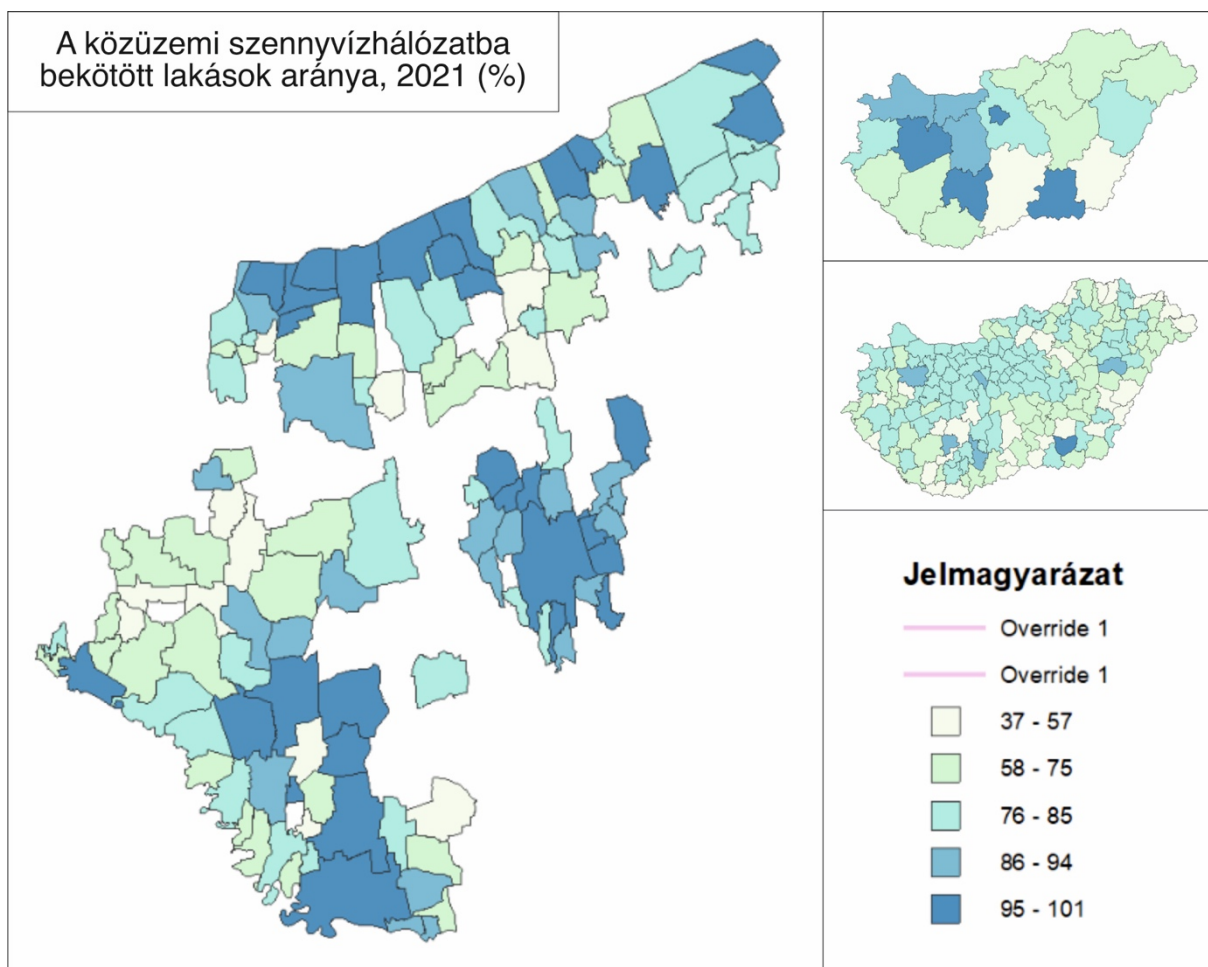 A közüzemi szennyvízhálózatba
bekötött lakások aránya, 2021 (%)
Jelmagyarázat
Override 1
Override 1
37 - 57
58 - 75
76 - 85
86 - 94
95 - 101